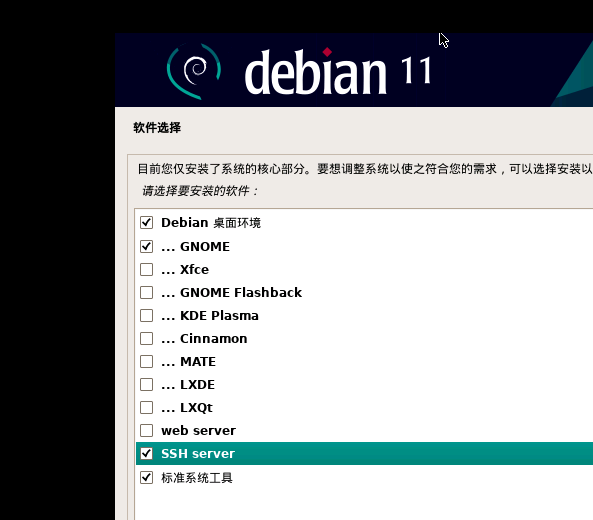 debian 11
软件选择
目前您仅安装了系统的核心部分。要想调整系统以使之符合您的需求，可以选择安装以
请选择要安装的软件：
Debian 桌面环境
... GNOME
... Xfce
... GNOME Flashback
... KDE Plasma
... Cinnamon
... MATE
... LXDE
... LXQt
web server
SSH server
标准系统工具